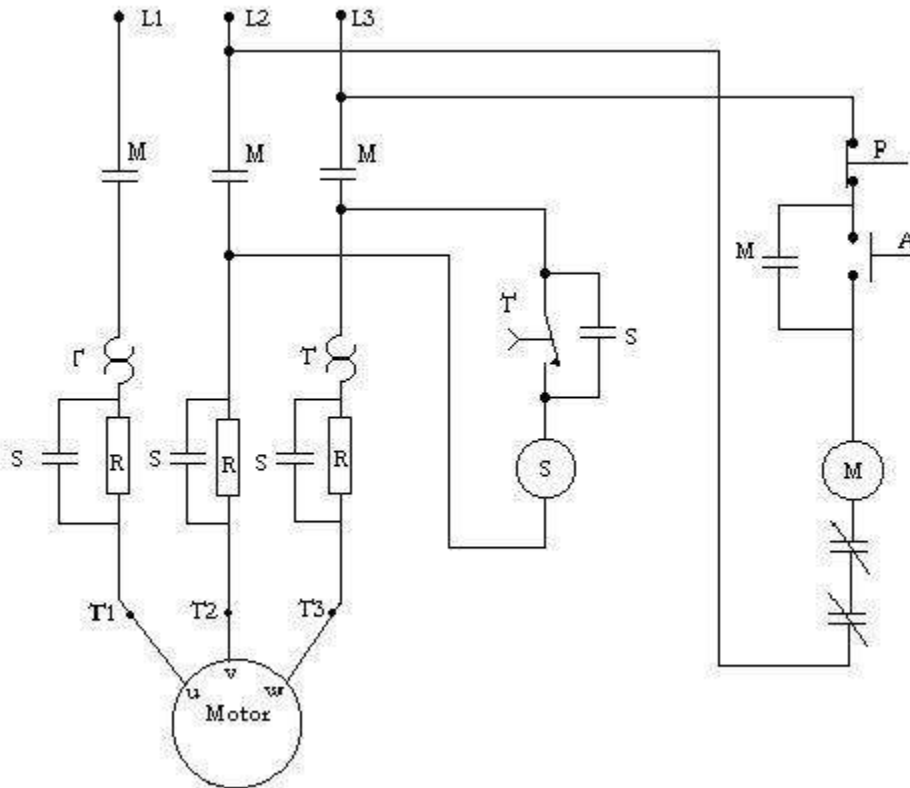 L1 L2 L3
M M M
P
M A
T
S
Γ T
S R S R S R
S M
T1 T2 T3
u v w
Motor